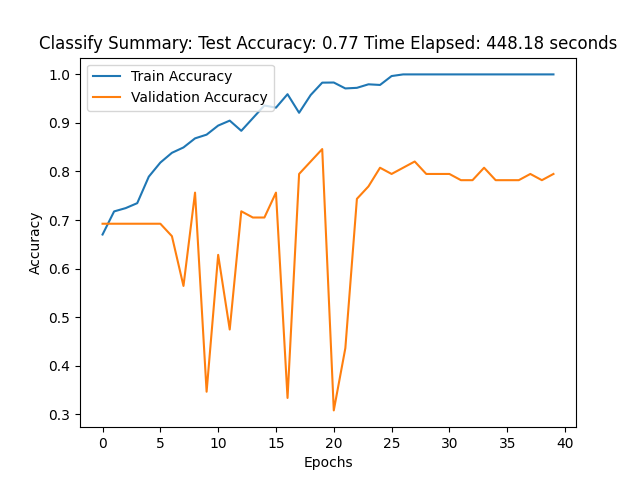 Classify Summary: Test Accuracy: 0.77 Time Elapsed: 448.18 seconds
Train Accuracy
Validation Accuracy
1.0
0.9
0.8
0.7
0.6
0.5
0.4
0.3
Accuracy
0 5 10 15 20 25 30 35 40
Epochs